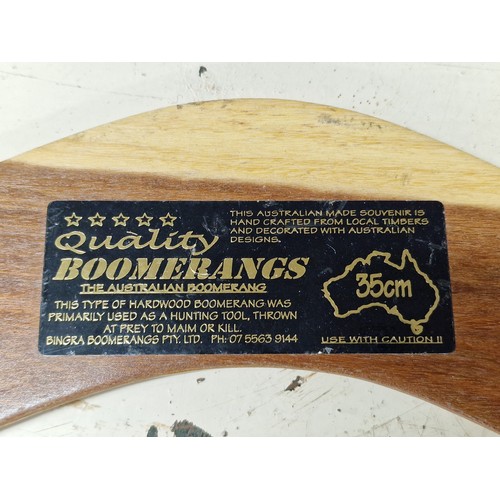 THIS AUSTRALIAN MADE SOUVENIR IS
HAND CRAFTED FROM LOCAL TIMBERS
AND DECORATED WITH AUSTRALIAN
DESIGNS.
Quality
BOOMERANGS
THE AUSTRALIAN BOOMERANG
THIS TYPE OF HARDWOOD BOOMERANG WAS
PRIMARILY USED AS A HUNTING TOOL, THROWN
AT PREY TO MAIM OR KILL.
BINGRA BOOMERANGS PTY. LTD. PH: 07 5563 9144
35cm
USE WITH CAUTION !!